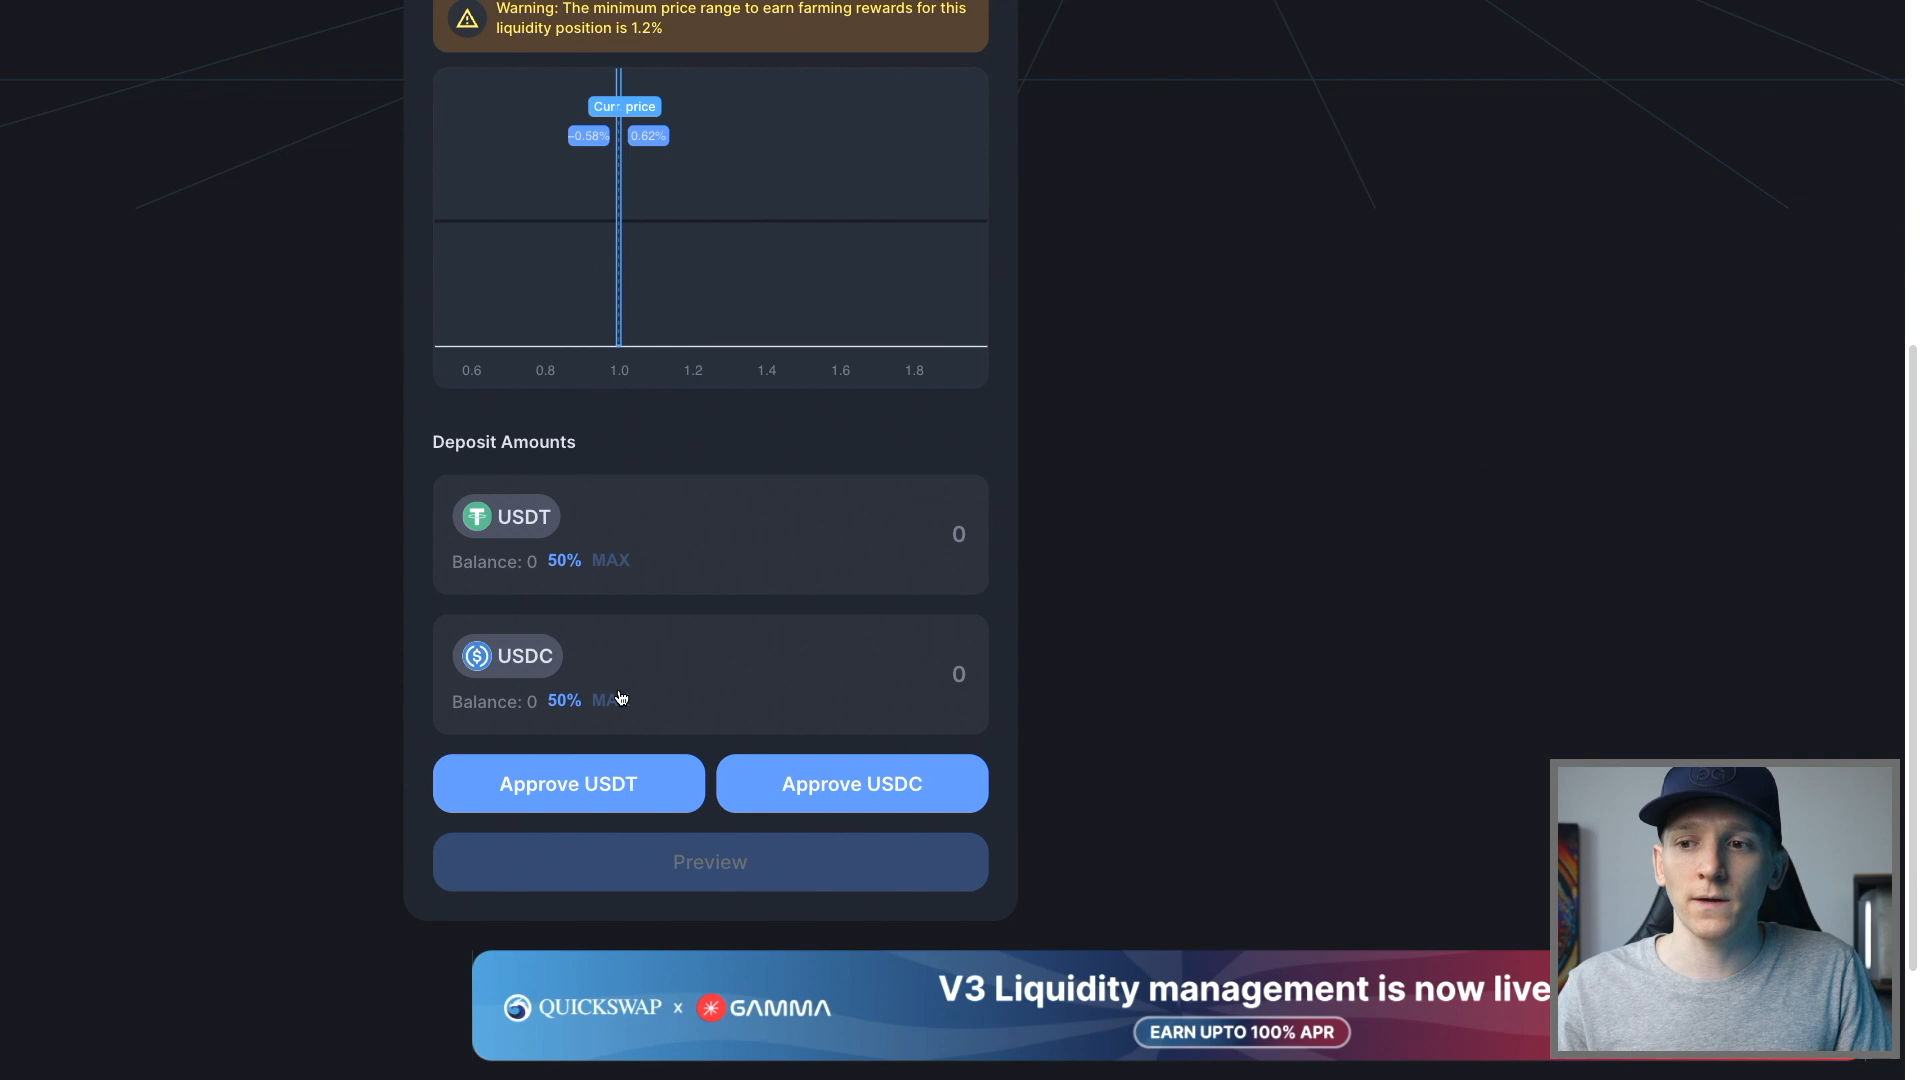 Warning: The minimum price range to earn farming rewards for this
liquidity position is 1.2%
price
-0.58% 0.62%
0.6 0.8 1.0 1.2 1.4 1.6 1.8
Deposit Amounts
USDT
0
Balance: 0 50% MAX
USDC
0
Balance: 0 50%
Approve USDT Approve USDC
Preview
QUICKSWAP x GAMMA
V3 Liquidity management is now live
EARN UPTO 100% APR